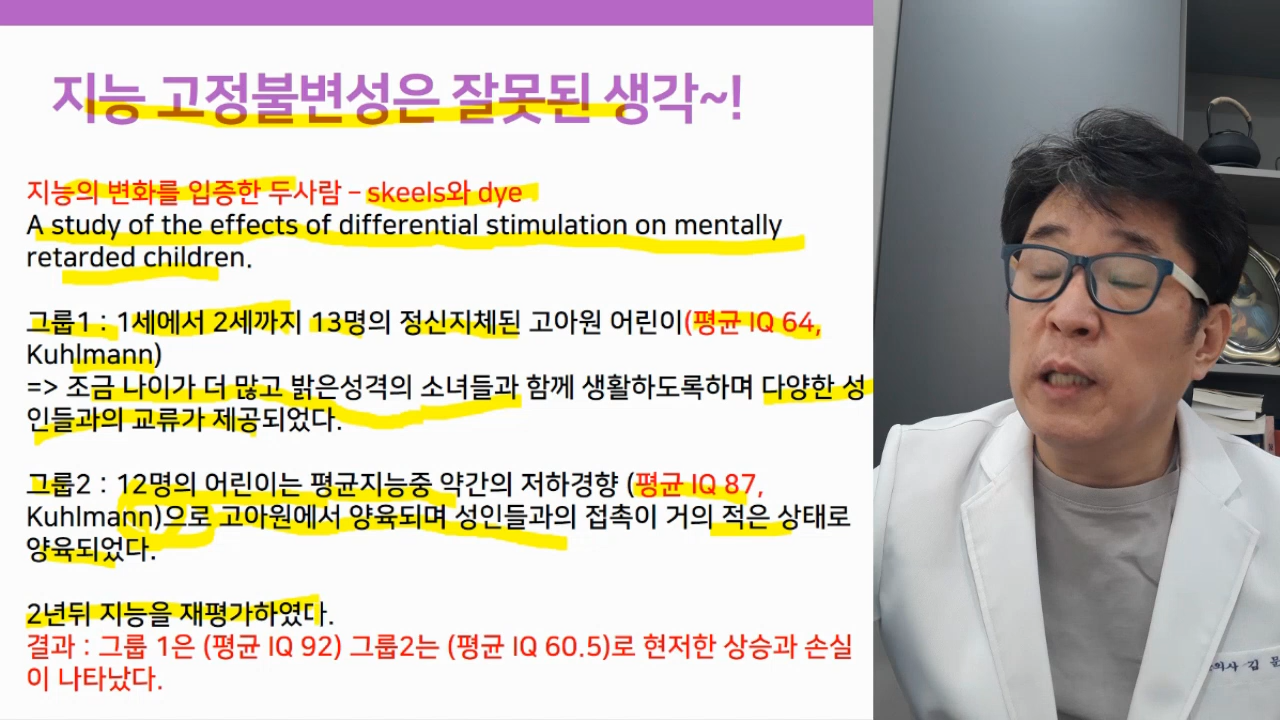 지능 고정불변성은 잘못된 생각~!
지능의 변화를 입증한 두사람 – skeels와 dye
A study of the effects of differential stimulation on mentally
retarded children.
그룹1 : 1세에서 2세까지 13명의 정신지체된 고아원 어린이(평균 IQ 64,
Kuhlmann)
=> 조금 나이가 더 많고 밝은성격의 소녀들과 함께 생활하도록하며 다양한 성
인들과의 교류가 제공되었다.
그룹2 : 12명의 어린이는 평균지능중 약간의 저하경향 (평균 IQ 87,
Kuhlmann)으로 고아원에서 양육되며 성인들과의 접촉이 거의 적은 상태로
양육되었다.
2년뒤 지능을 재평가하였다.
결과 : 그룹 1은 (평균 IQ 92) 그룹2는 (평균 IQ 60.5)로 현저한 상승과 손실
이 나타났다.
의사 김